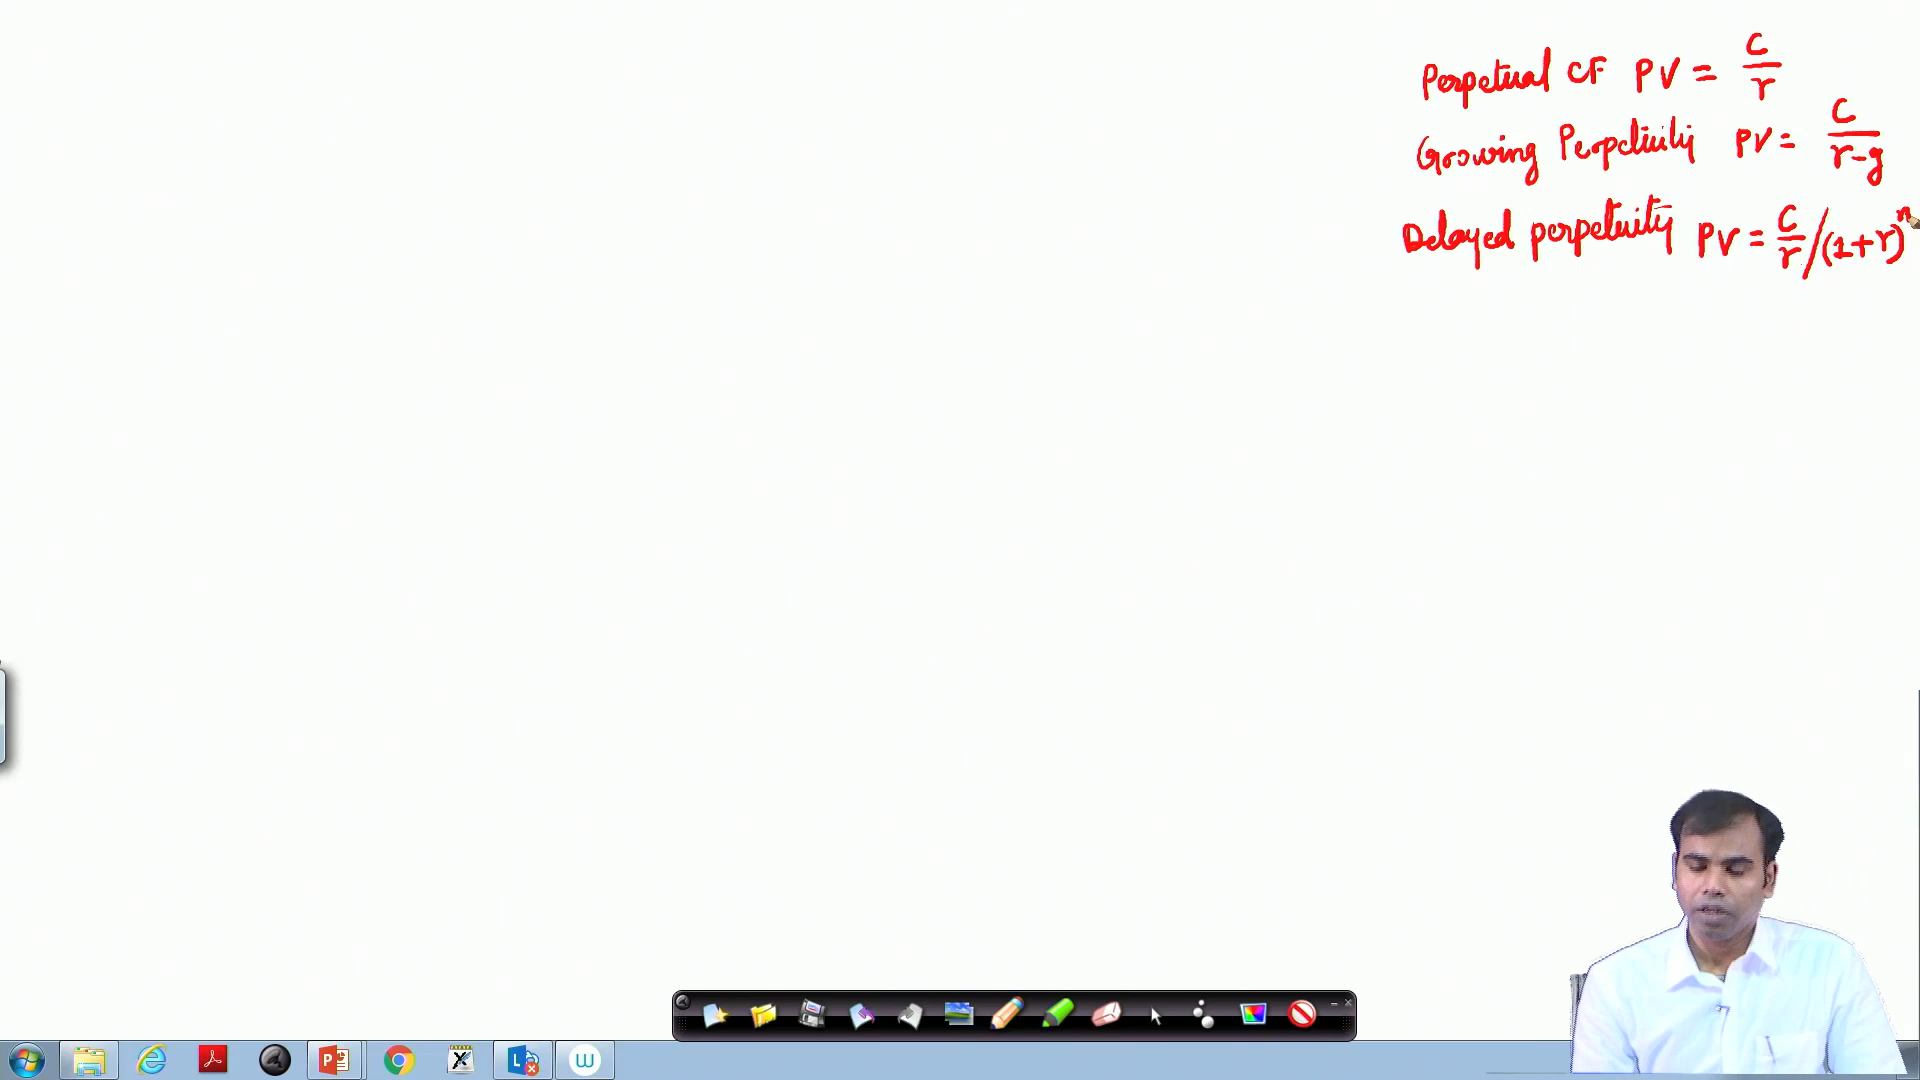 Perpetual CF PV = C/r
Growing Perpetuity PV = C/r-g
Delayed perpetuity PV = C/r/(1+r)^n